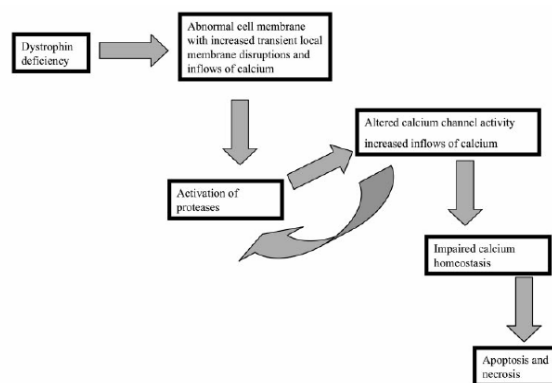 Dystrophin
deficiency
Abnormal cell membrane
with increased transient local
membrane disruptions and
inflows of calcium
Altered calcium channel activity
increased inflows of calcium
Activation of
proteases
Impaired calcium
homeostasis
Apoptosis and
necrosis